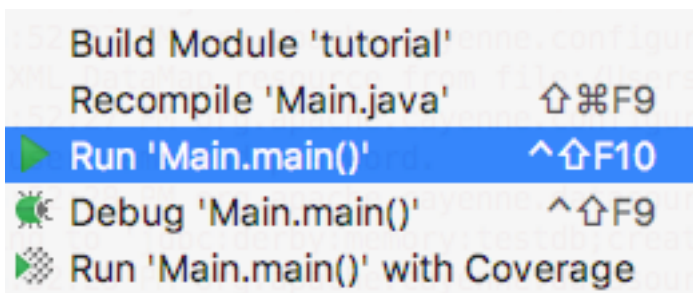 Build Module 'tutorial'
Recompile 'Main.java' ⇧⌘F9
Run 'Main.main()' ^⇧F10
Debug 'Main.main()' ^⇧F9
Run 'Main.main()' with Coverage